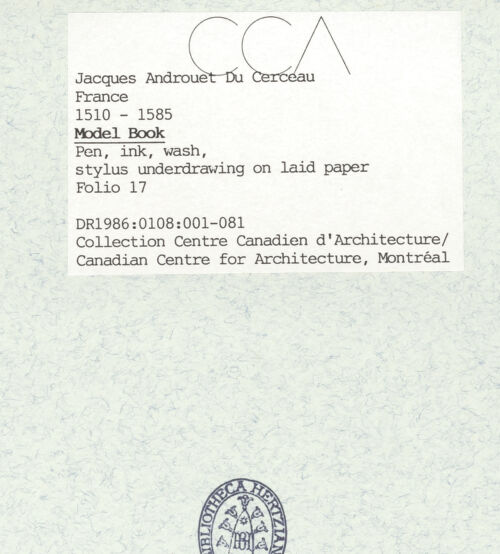 CCA
Jacques Androuet Du Cerceau
France
1510 - 1585
Model Book
Pen, ink, wash,
stylus underdrawing on laid paper
Folio 17
DR1986:0108:001-081
Collection Centre Canadien d'Architecture/
Canadian Centre for Architecture, Montréal
BIBLIOTHECA HERTZIAN